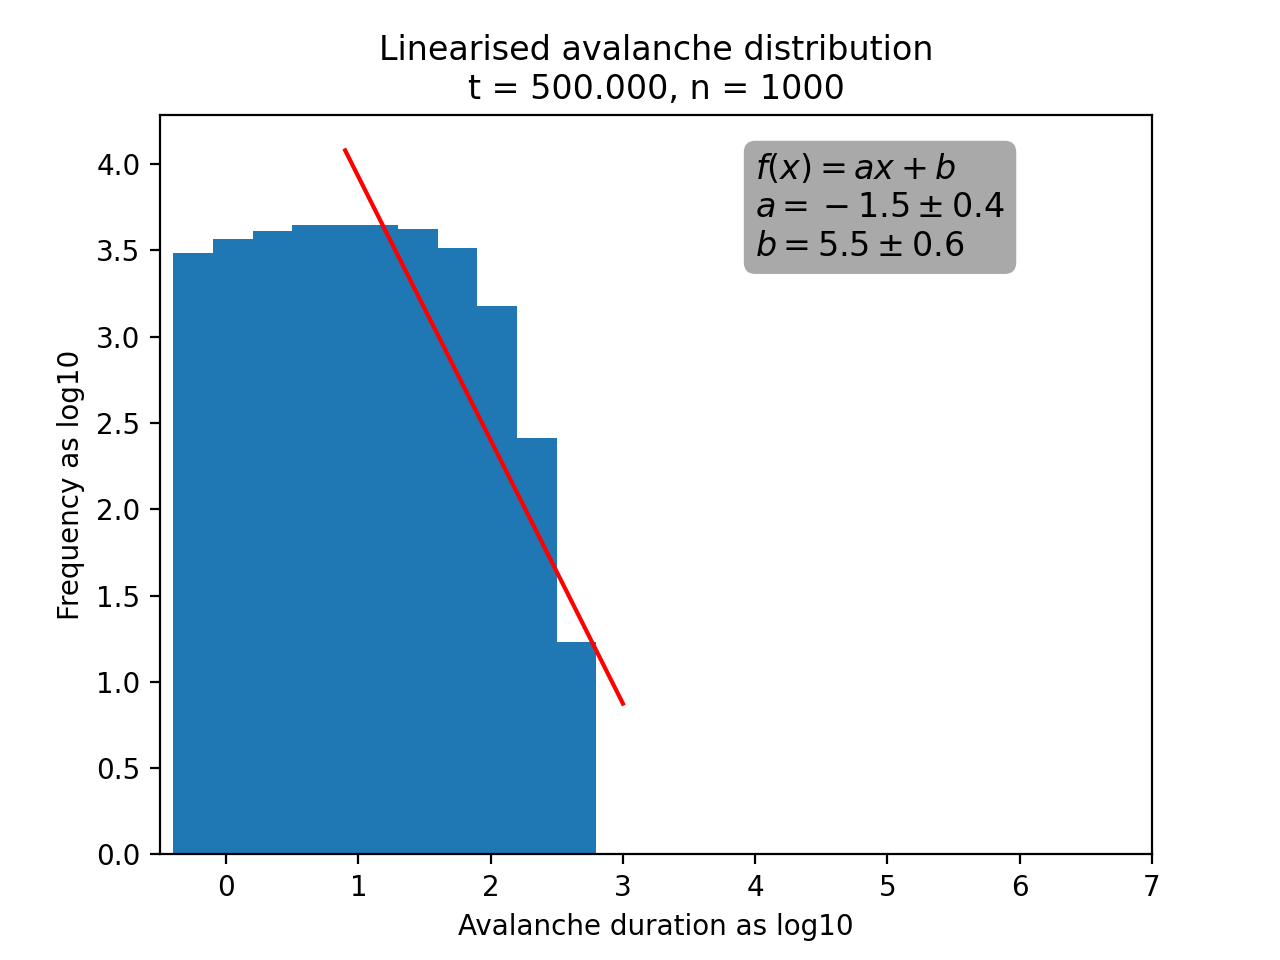 Linearised avalanche distribution
t = 500.000, n = 1000
f(x) = ax + b
a = − 1.5 ± 0.4
b = 5.5 ± 0.6
4.0
3.5
3.0
2.5
2.0
1.5
1.0
0.5
0.0
Frequency as log10
0 1 2 3 4 5 6 7
Avalanche duration as log10